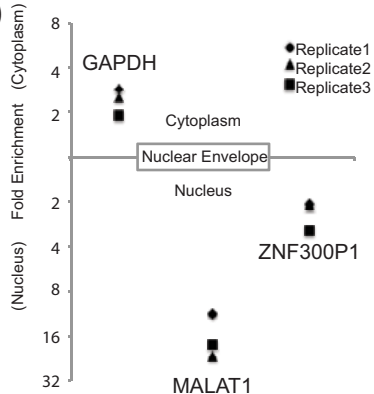 )
8
4
2
2
4
8
16
32
Fold Enrichment (Cytoplasm)
(Nucleus)
GAPDH
Replicate1
Replicate2
Replicate3
Cytoplasm
Nuclear Envelope
Nucleus
ZNF300P1
MALAT1